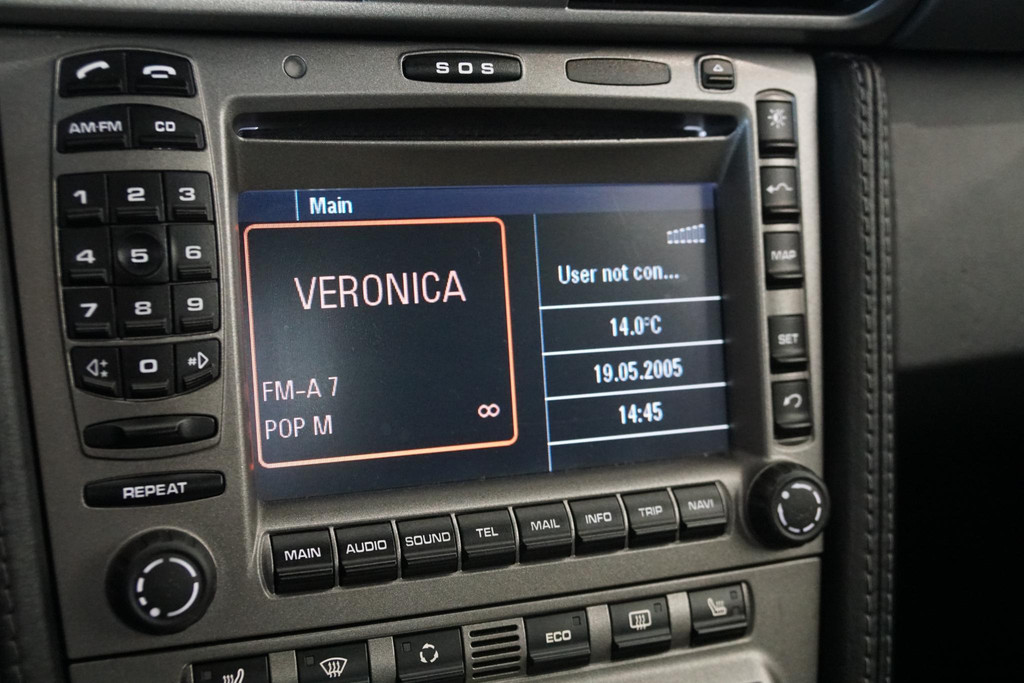 SOS
AM·FM CD
1 2 3
4 5 6
7 8 9
0 #
REPEAT
Main
VERONICA
FM-A 7
POP M
∞
User not con...
14.0°C
19.05.2005
14:45
MAP
SET
MAIN AUDIO SOUND TEL MAIL INFO TRIP NAVI
ECO